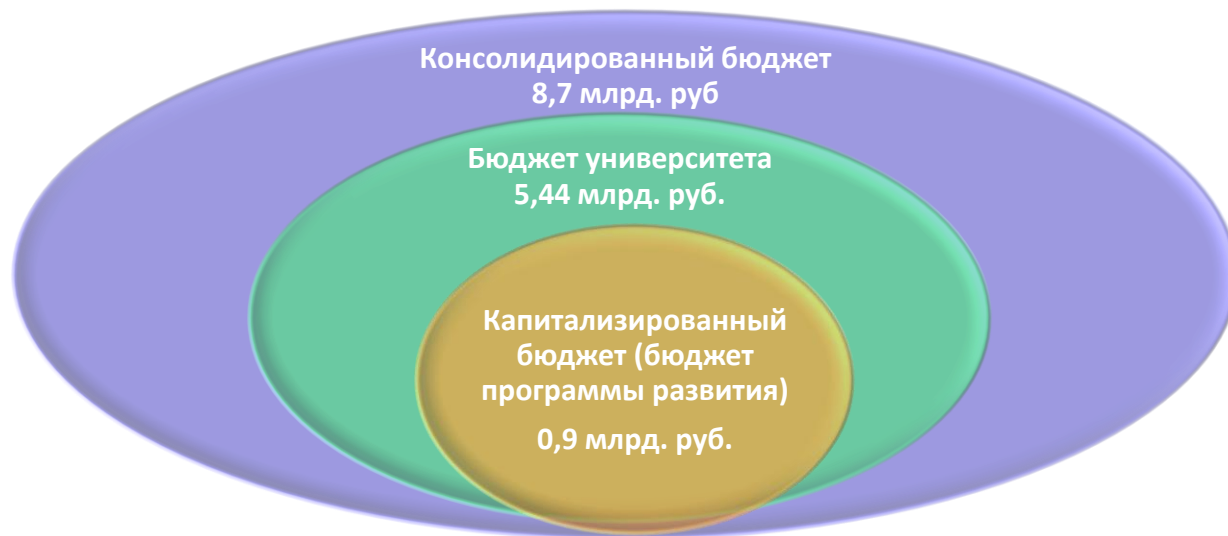 Консолидированный бюджет
8,7 млрд. руб
Бюджет университета
5,44 млрд. руб.
Капитализированный
бюджет (бюджет
программы развития)
0,9 млрд. руб.